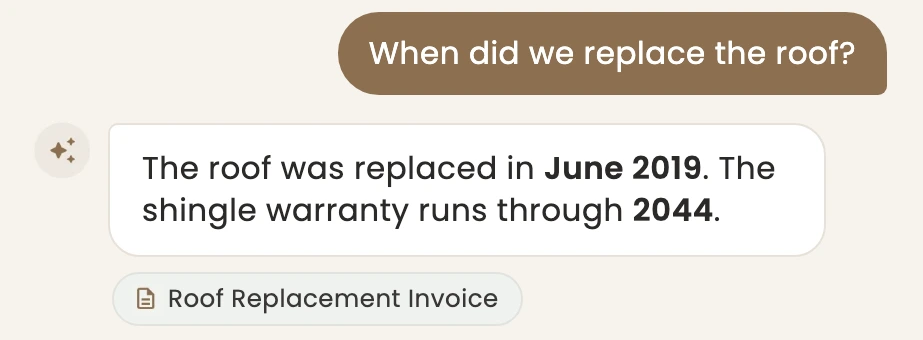 When did we replace the roof?
The roof was replaced in June 2019. The
shingle warranty runs through 2044.
Roof Replacement Invoice